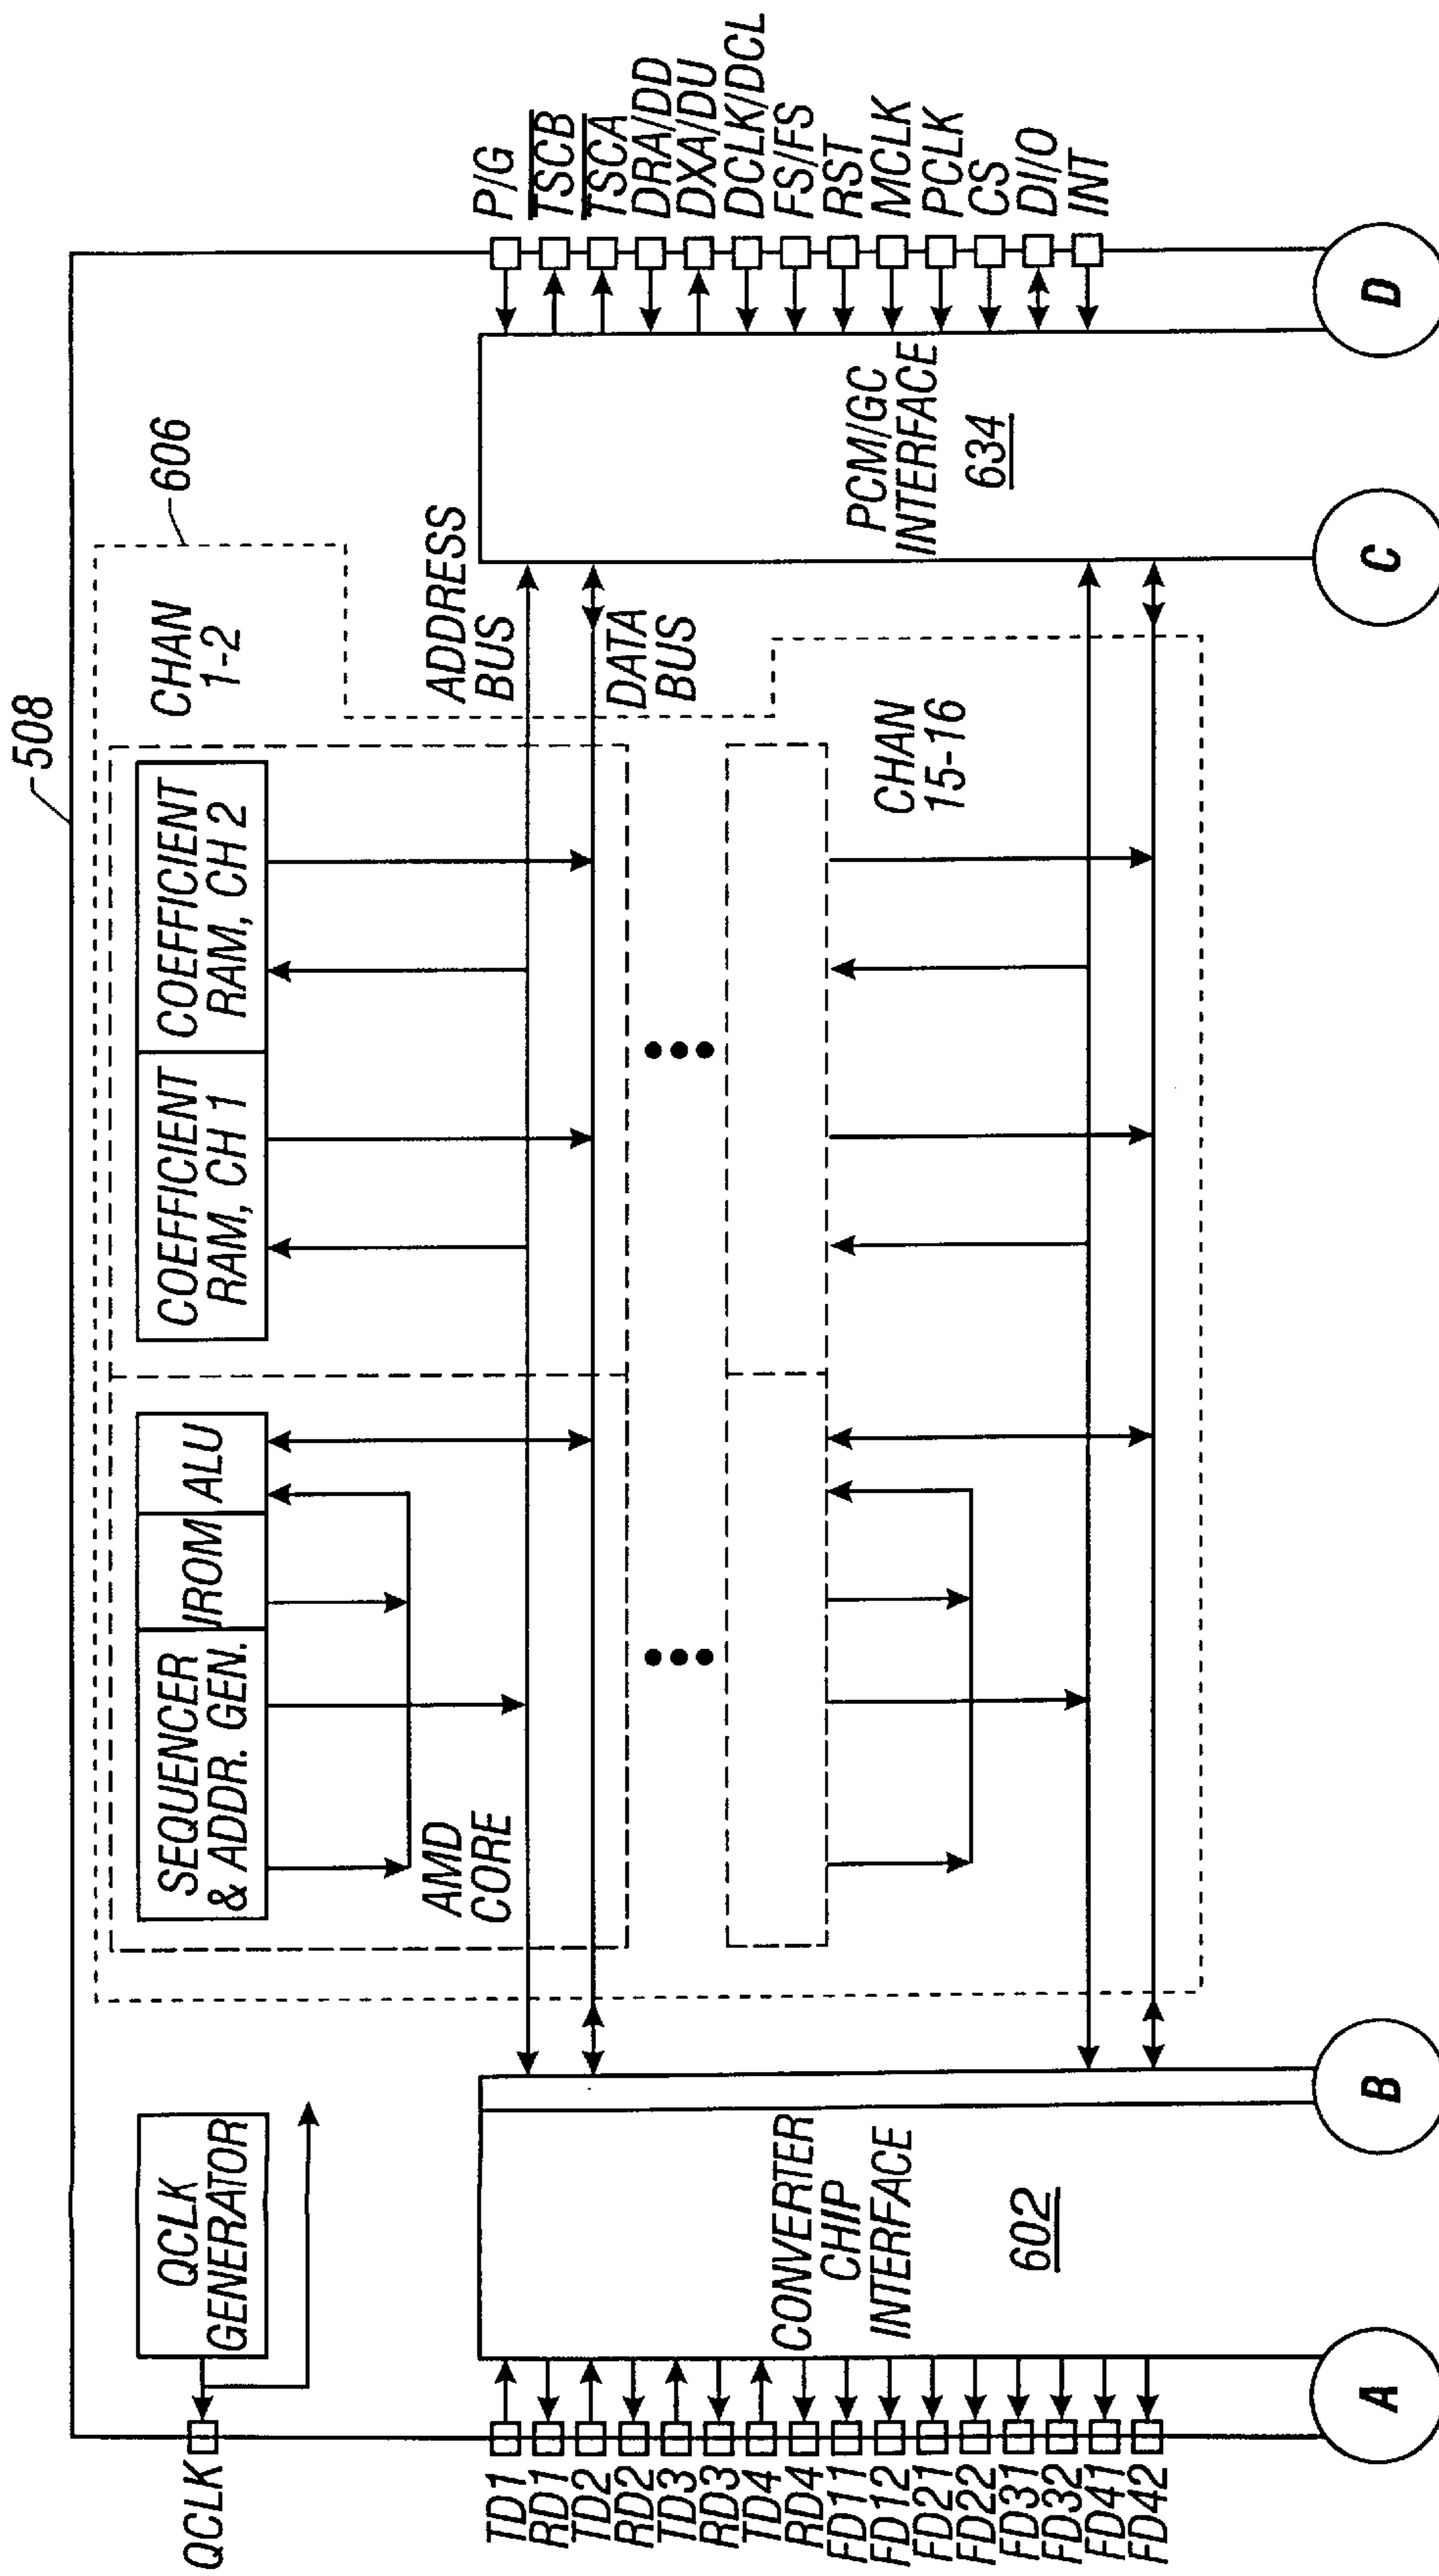 508
606
QCLK
QCLK
GENERATOR
SEQUENCER
& ADDR. GEN.
IROM
ALU
COEFFICIENT
RAM, CH 1
COEFFICIENT
RAM, CH 2
CHAN
1-2
AMD
CORE
ADDRESS
BUS
DATA
BUS
CHAN
15-16
TD1
RD1
TD2
RD2
TD3
RD3
TD4
RD4
FD11
FD12
FD21
FD22
FD31
FD32
FD41
FD42
CONVERTER
CHIP
INTERFACE
602
PCM/GC
INTERFACE
634
P/G
TSCB
TSCA
DRA/DD
DXA/DU
DCLK/DCL
FS/FS
RST
MCLK
PCLK
CS
DI/O
INT
A
B
C
D